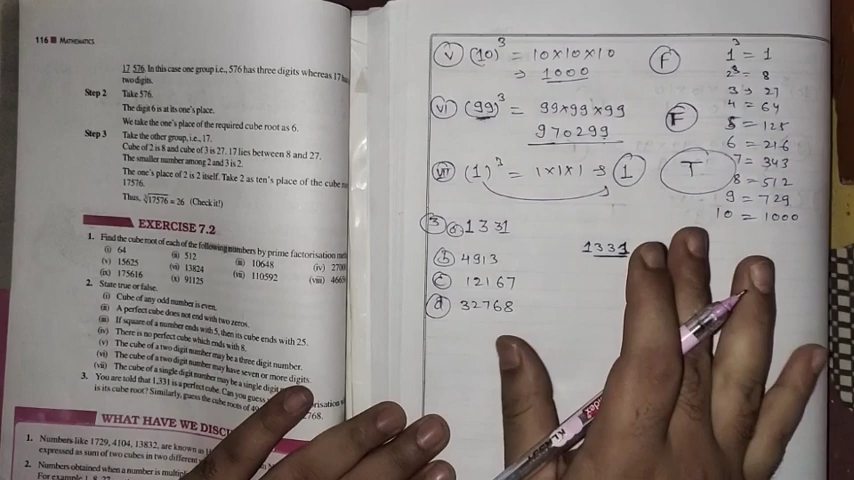 116 MATHEMATICS
17 576. In this case one group i.e., 576 has three digits whereas 17 has
two digits.
Step 2 Take 576.
The digit 6 is at its one's place.
We take the one's place of the required cube root as 6.
Step 3 Take the other group, i.e., 17.
Cube of 2 is 8 and cube of 3 is 27. 17 lies between 8 and 27.
The smaller number among 2 and 3 is 2.
The one's place of 2 is 2 itself. Take 2 as ten's place of the cube
17576.
Thus, ∛17576 = 26 (Check it!)
EXERCISE 7.2
1. Find the cube root of each of the following numbers by prime factorisation
(i) 64 (ii) 512 (iii) 10648 (iv) 2700
(v) 15625 (vi) 13824 (vii) 110592 (viii) 4665
(ix) 175616 (x) 91125
2. State true or false.
(i) Cube of any odd number is even.
(ii) A perfect cube does not end with two zeros.
(iii) If square of a number ends with 5, then its cube ends with 25.
(iv) There is no perfect cube which ends with 8.
(v) The cube of a two digit number may be a three digit number.
(vi) The cube of a two digit number may have seven or more digits.
(vii) The cube of a single digit number may be a single digit
3. You are told that 1,331 is a perfect cube. Can you guess
is its cube root? Similarly, guess the cube roots of
WHAT HAVE WE
1. Numbers like 1729, 4104, 13832, are known as
expressed as sum of two cubes in two different
2. Numbers obtained when a number is
For example
V (10)³ = 10×10×10 F
⇒ 1000
VI (99)³ = 99×99×99 F
970299
VII (1)³ = 1×1×1 ⇒ 1 T
3 a 1331
b 4913
c 12167
d 32768
1331
1³ = 1
2³ = 8
3 → 27
4 = 64
5 = 125
6 = 216
7 = 343
8 = 512
9 = 729
10 = 1000